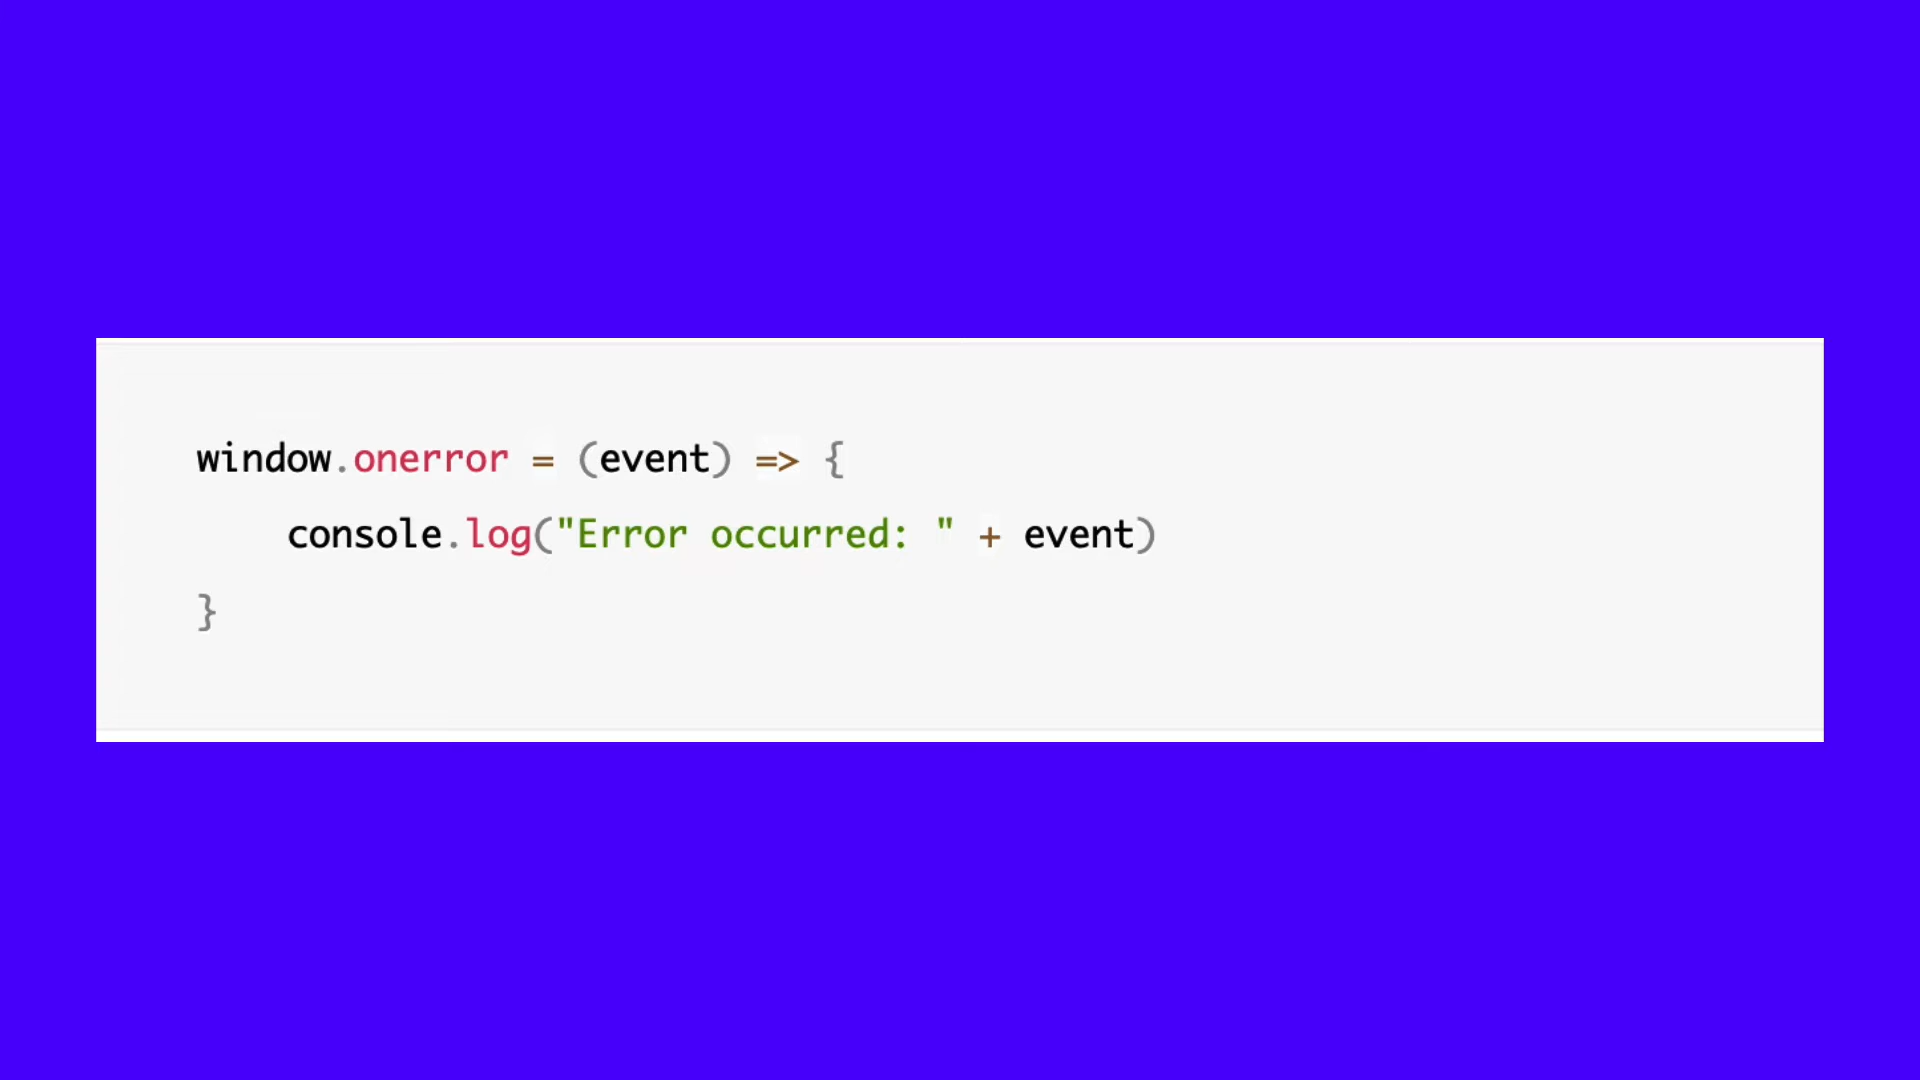 window.onerror = (event) => {
    console.log("Error occurred: " + event)
}